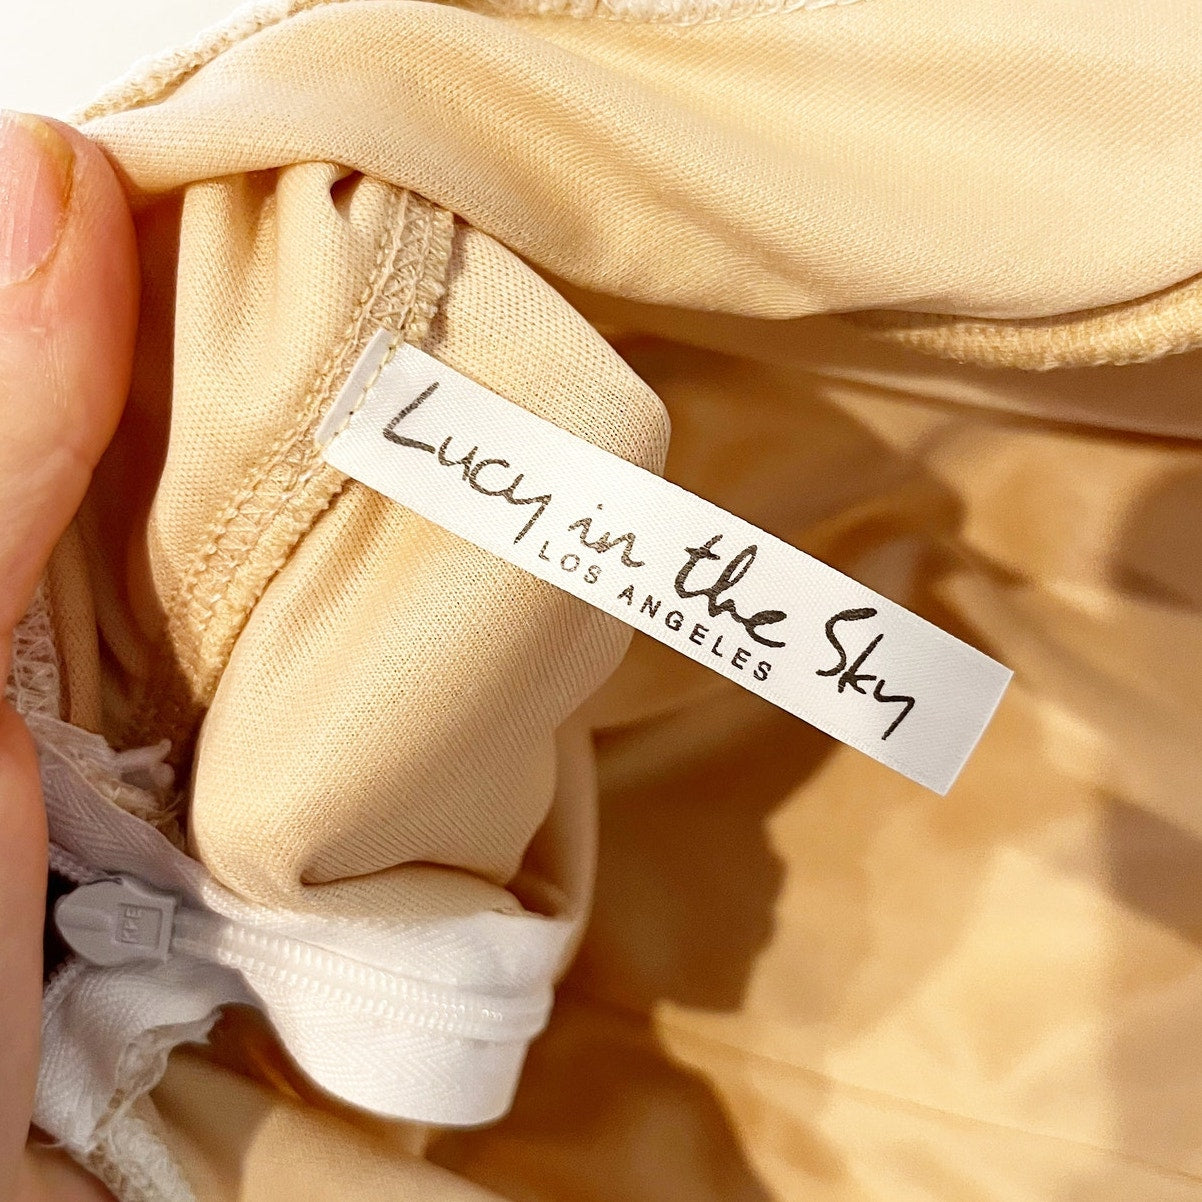 Lucy in the Sky
LOS ANGELES